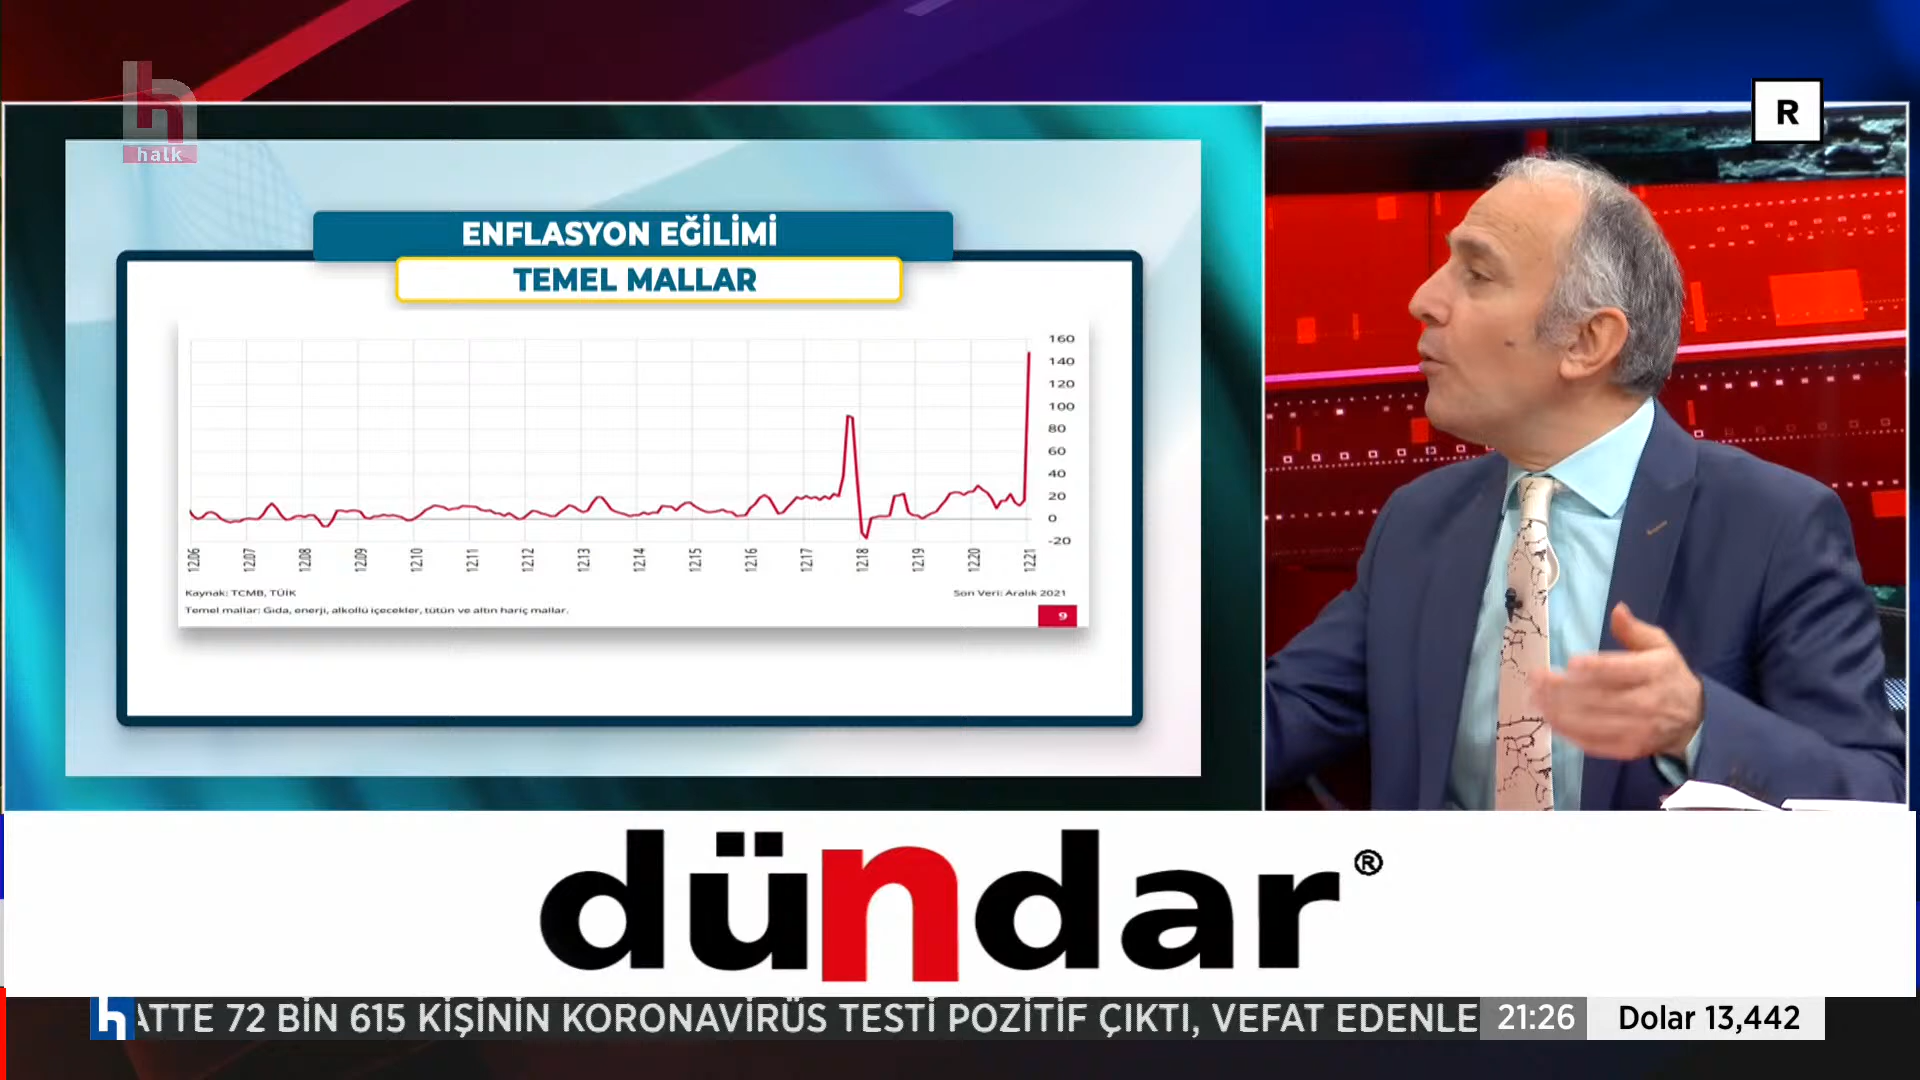 h
halk
R
ENFLASYON EĞİLİMİ
TEMEL MALLAR
160
140
120
100
80
60
40
20
0
-20
12.06
12.07
12.08
12.09
12.10
12.11
12.12
12.13
12.14
12.15
12.16
12.17
12.18
12.19
12.20
12.21
Kaynak: TCMB, TÜİK
Son Veri: Aralık 2021
Temel mallar: Gıda, enerji, alkollü içecekler, tütün ve altın hariç mallar.
9
dündar®
h ATTE 72 BİN 615 KİŞİNİN KORONAVİRÜS TESTİ POZİTİF ÇIKTI, VEFAT EDENLE 21:26 Dolar 13,442